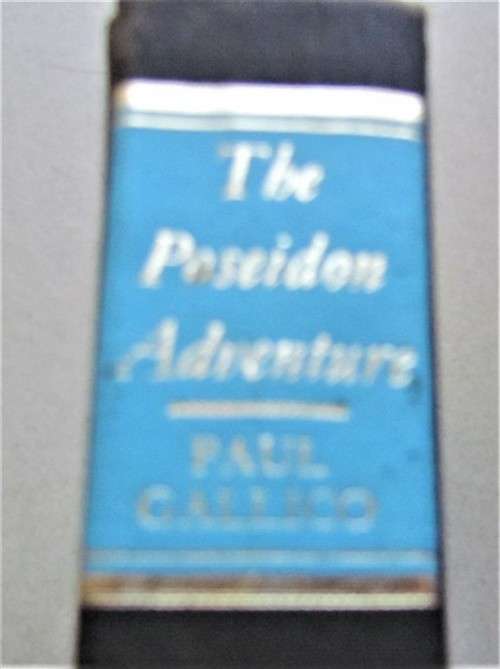 The
Poseidon
Adventure
PAUL
GALLICO